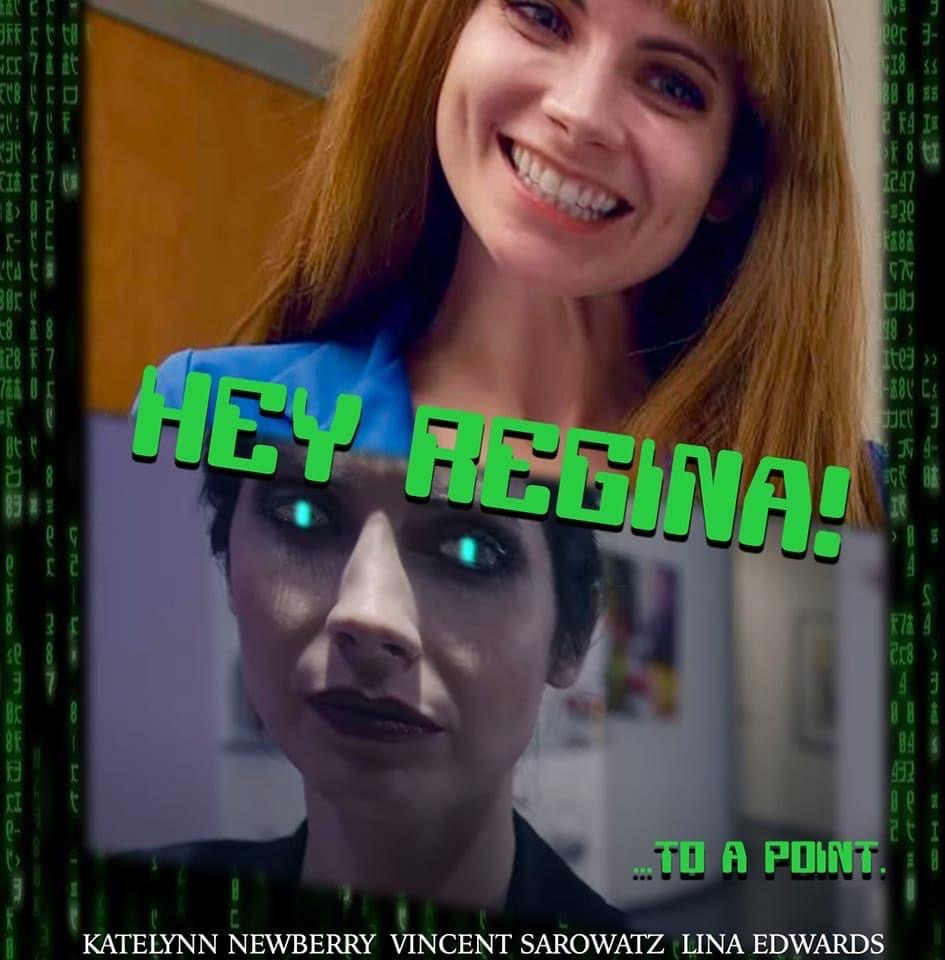 HEY REGINA!
...TO A POINT.
KATELYNN NEWBERRY VINCENT SAROWATZ LINA EDWARDS